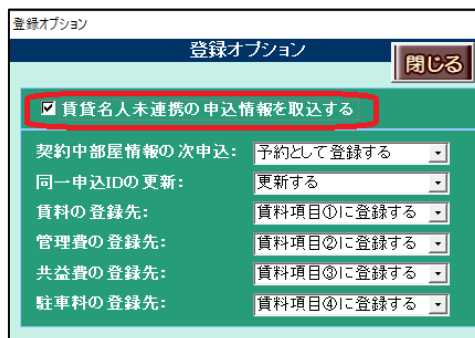 登録オプション
登録オプション
閉じる
賃貸名人未連携の申込情報を取込する
契約中部屋情報の次申込: 予約として登録する
同一申込IDの更新: 更新する
賃料の登録先: 賃料項目①に登録する
管理費の登録先: 賃料項目②に登録する
共益費の登録先: 賃料項目③に登録する
駐車料の登録先: 賃料項目④に登録する